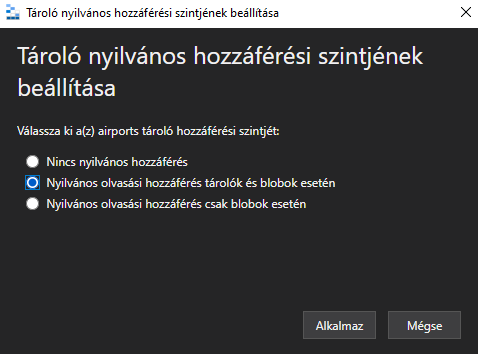 Tároló nyilvános hozzáférési szintjének beállítása
Tároló nyilvános hozzáférési szintjének
beállítása
Válassza ki a(z) airports tároló hozzáférési szintjét:
Nincs nyilvános hozzáférés
Nyilvános olvasási hozzáférés tárolók és blobok esetén
Nyilvános olvasási hozzáférés csak blobok esetén
Alkalmaz
Mégse